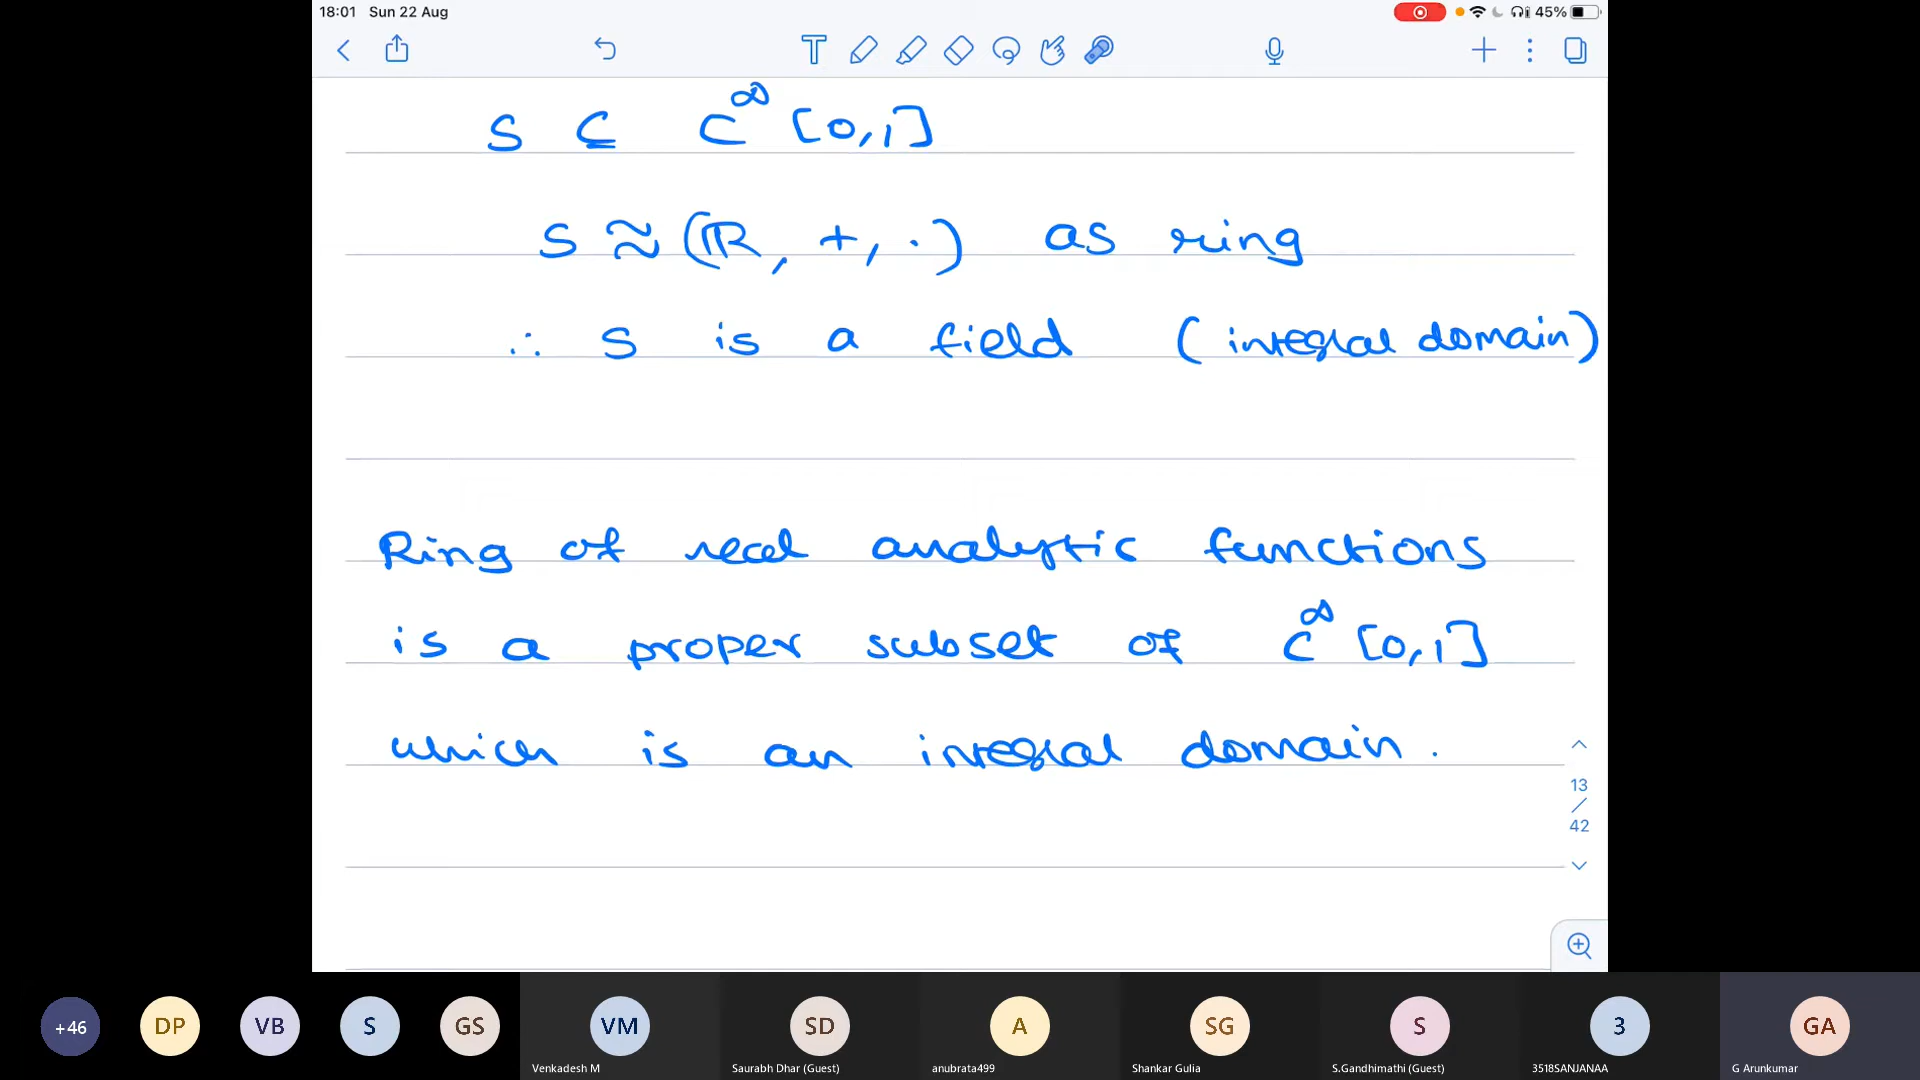 18:01 Sun 22 Aug
45%
S ⊆ C^∞ [0,1]
S ≈ (ℝ, +, ·) as ring
∴ S is a field (integral domain)
Ring of real analytic functions
is a proper subset of C^∞ [0,1]
which is an integral domain.
13
/
42
+46 DP VB S GS VM SD A SG S 3 GA
Venkadesh M Saurabh Dhar (Guest) anubrata499 Shankar Gulia S.Gandhimathi (Guest) 3518SANJANAA G Arunkumar